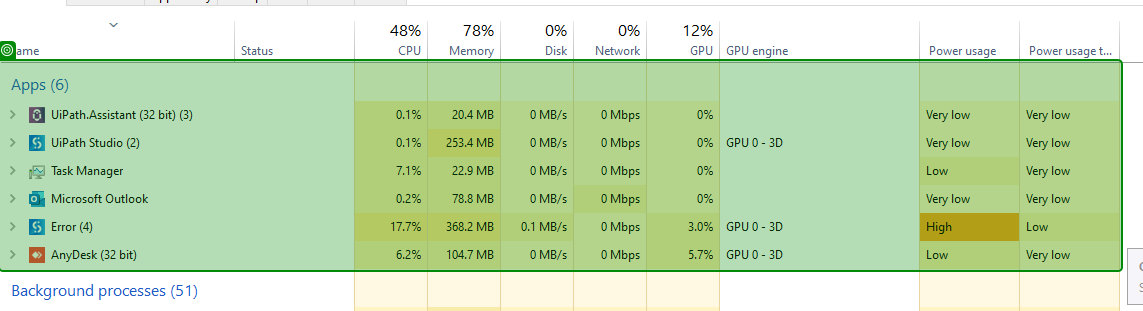 48% 78% 0% 0% 12%
ame Status CPU Memory Disk Network GPU GPU engine Power usage Power usage t...
Apps (6)
UiPath.Assistant (32 bit) (3) 0.1% 20.4 MB 0 MB/s 0 Mbps 0% Very low Very low
UiPath Studio (2) 0.1% 253.4 MB 0 MB/s 0 Mbps 0% GPU 0 - 3D Very low Very low
Task Manager 7.1% 22.9 MB 0 MB/s 0 Mbps 0% Low Very low
Microsoft Outlook 0.2% 78.8 MB 0 MB/s 0 Mbps 0% Very low Very low
Error (4) 17.7% 368.2 MB 0.1 MB/s 0 Mbps 3.0% GPU 0 - 3D High Low
AnyDesk (32 bit) 6.2% 104.7 MB 0 MB/s 0 Mbps 5.7% GPU 0 - 3D Low Very low
Background processes (51)